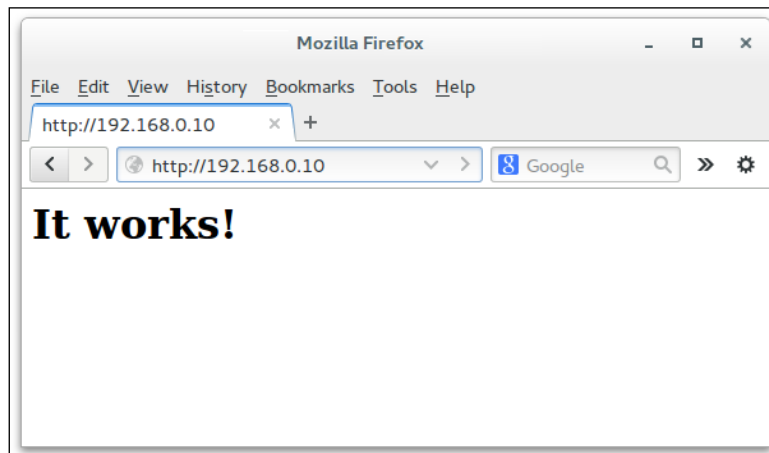 Mozilla Firefox
File Edit View History Bookmarks Tools Help
http://192.168.0.10
http://192.168.0.10 Google
It works!